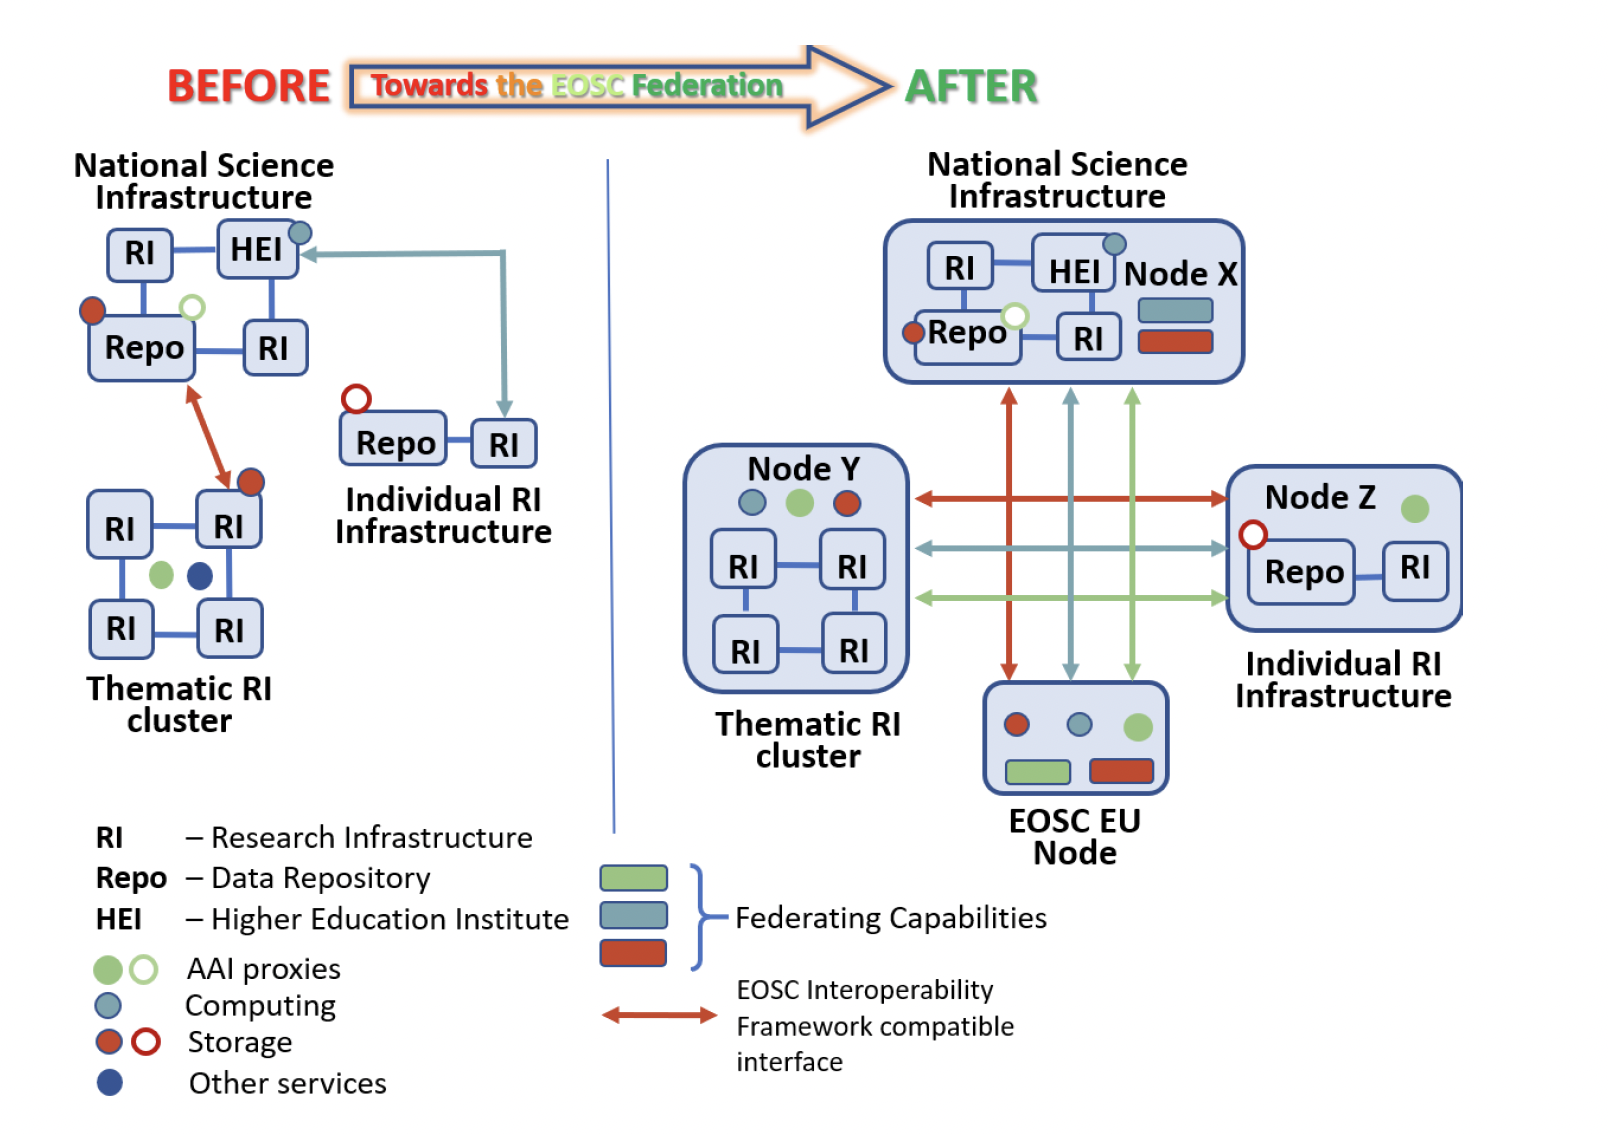 BEFORE
Towards the EOSC Federation
AFTER
National Science
Infrastructure
RI
HEI
Repo
RI
Repo
RI
Individual RI
Infrastructure
RI
RI
RI
RI
Thematic RI
cluster
National Science
Infrastructure
RI
HEI
Node X
Repo
RI
Node Y
RI
RI
RI
RI
Thematic RI
cluster
Node Z
Repo
RI
Individual RI
Infrastructure
EOSC EU
Node
RI – Research Infrastructure
Repo – Data Repository
HEI – Higher Education Institute
AAI proxies
Computing
Storage
Other services
Federating Capabilities
EOSC Interoperability
Framework compatible
interface